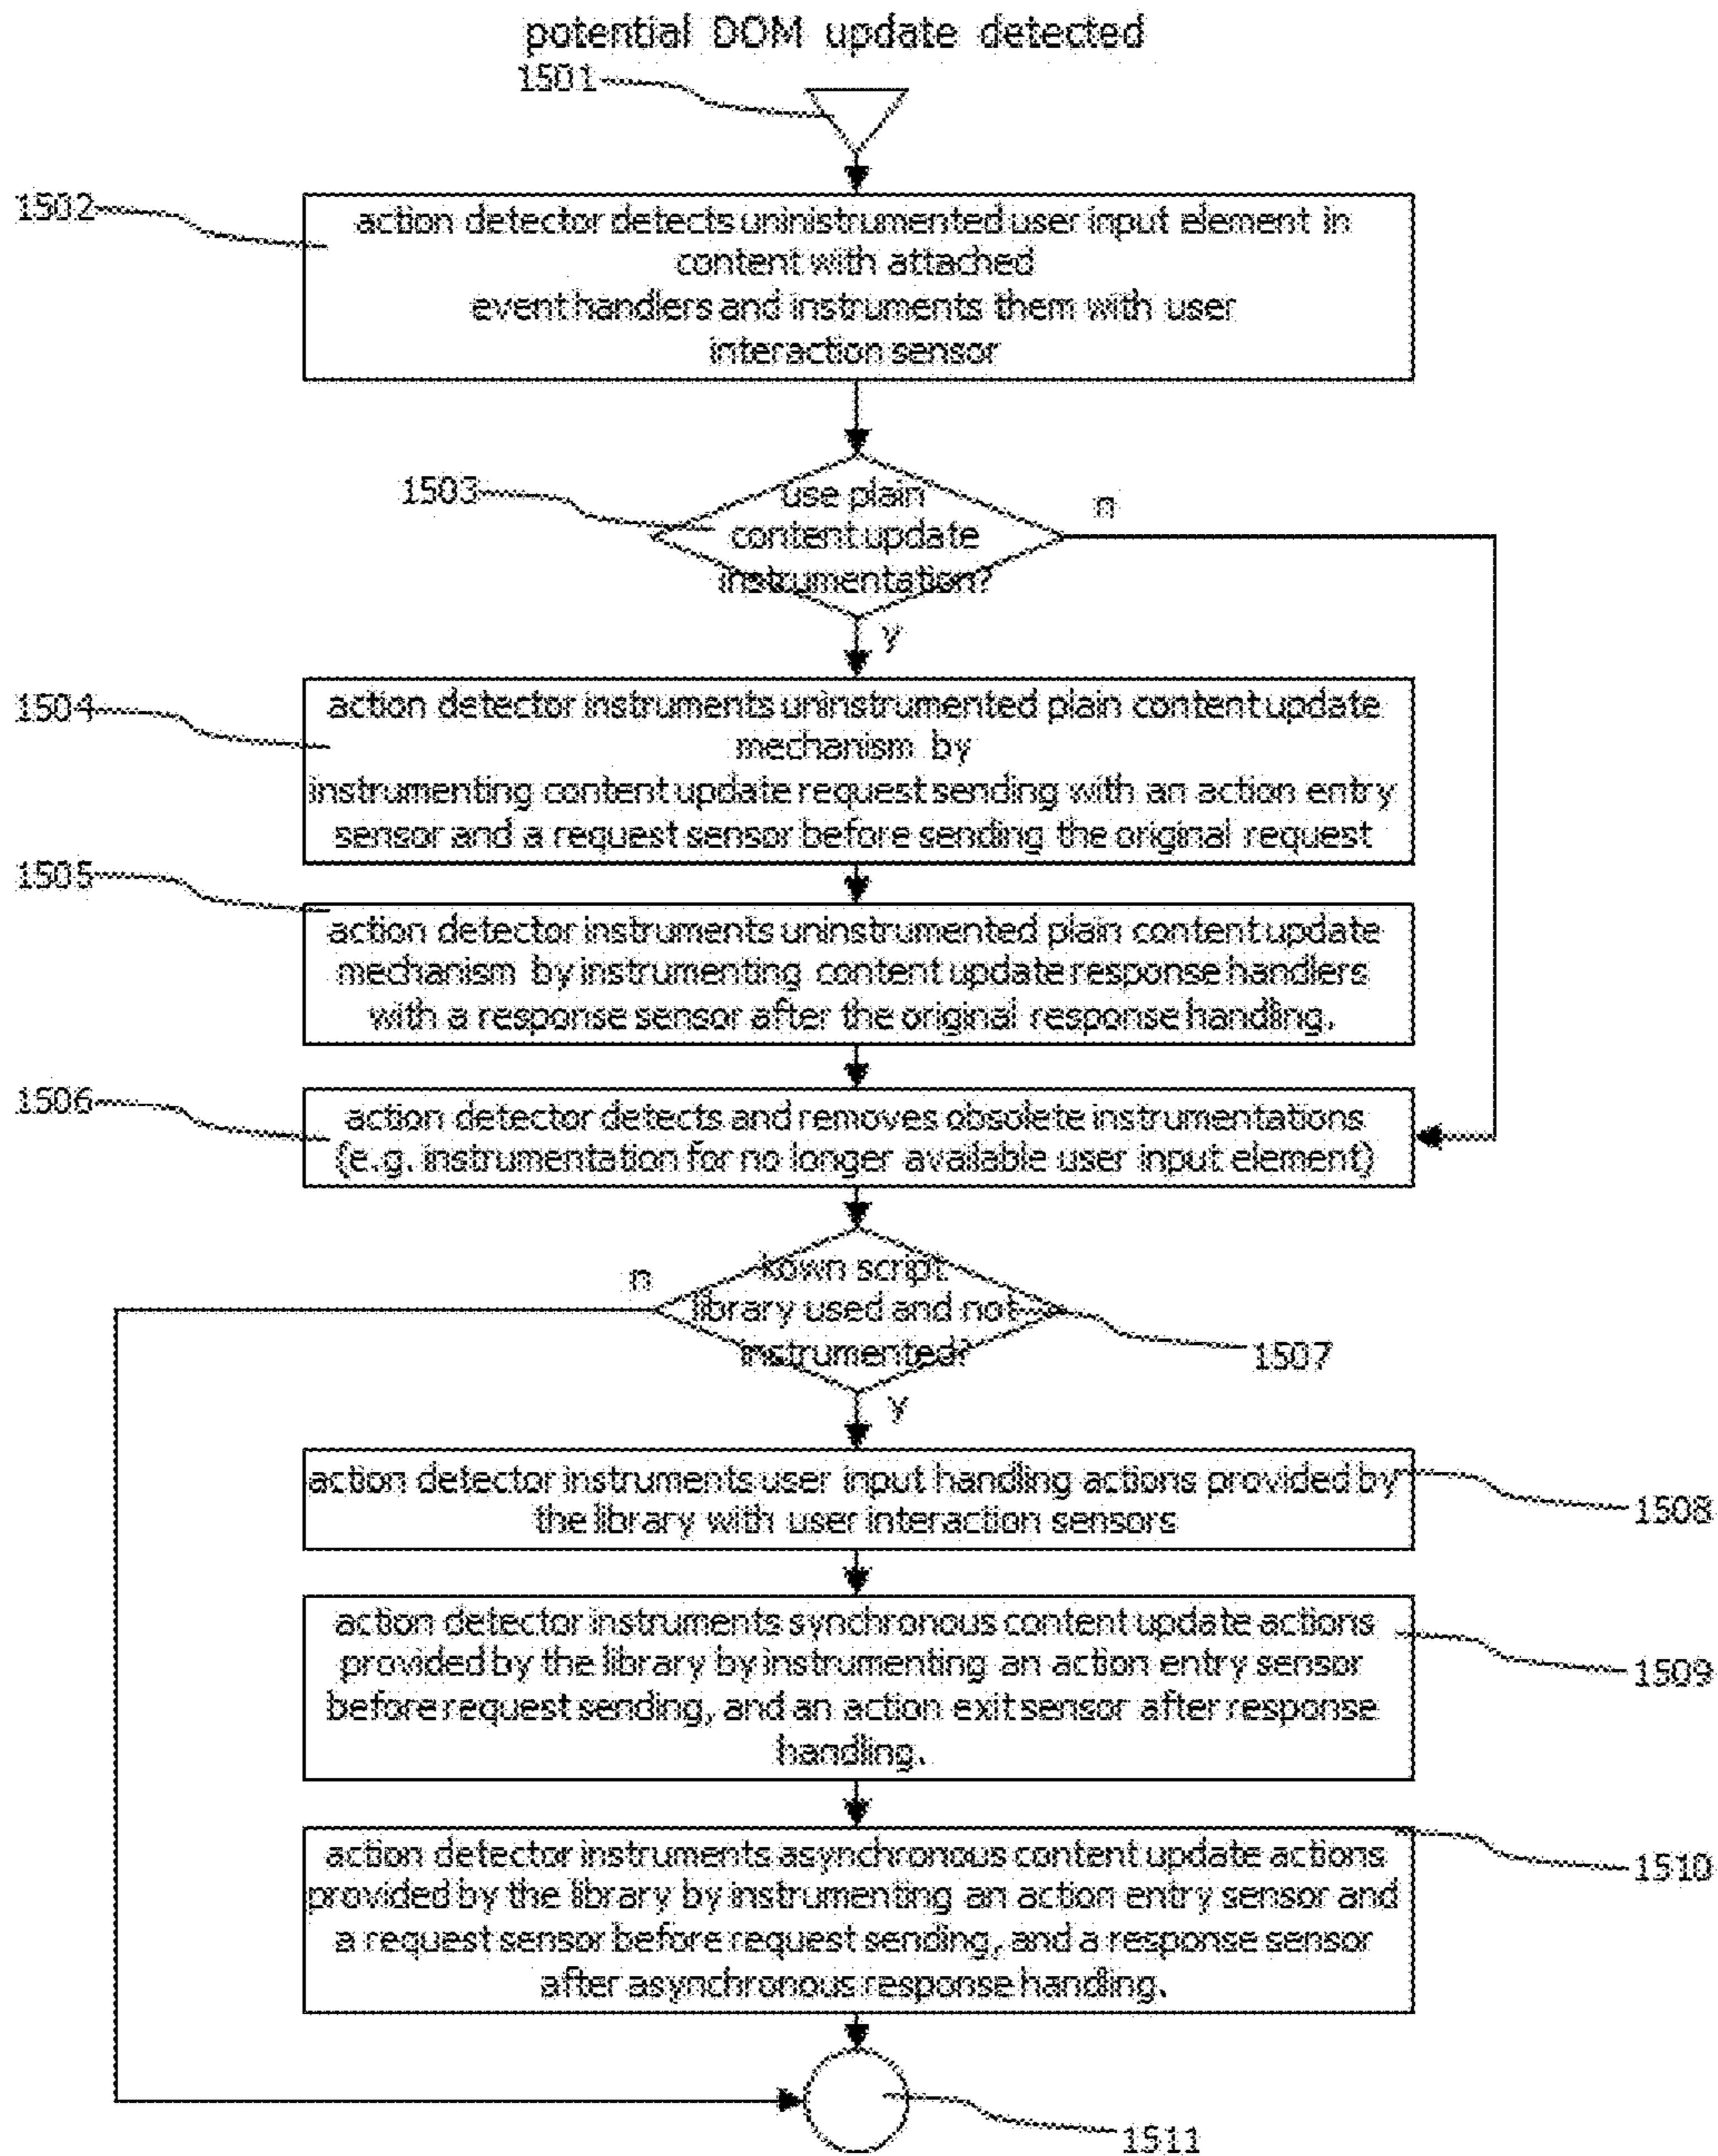 potential DOM update detected
1501
1502
action detector detects uninistrumented user input element in
content with attached
event handlers and instruments them with user
interaction sensor
1503
use plain
content update
instrumentation?
n
y
1504
action detector instruments uninstrumented plain content update
mechanism by
instrumenting content update request sending with an action entry
sensor and a request sensor before sending the original request
1505
action detector instruments uninstrumented plain content update
mechanism by instrumenting content update response handlers
with a response sensor after the original response handling.
1506
action detector detects and removes obsolete instrumentations
(e.g. instrumentation for no longer available user input element)
n
kown script
library used and not
instrumented?
1507
y
action detector instruments user input handling actions provided by
the library with user interaction sensors
1508
action detector instruments synchronous content update actions
provided by the library by instrumenting an action entry sensor
before request sending, and an action exit sensor after response
handling.
1509
action detector instruments asynchronous content update actions
provided by the library by instrumenting an action entry sensor and
a request sensor before request sending, and a response sensor
after asynchronous response handling.
1510
1511